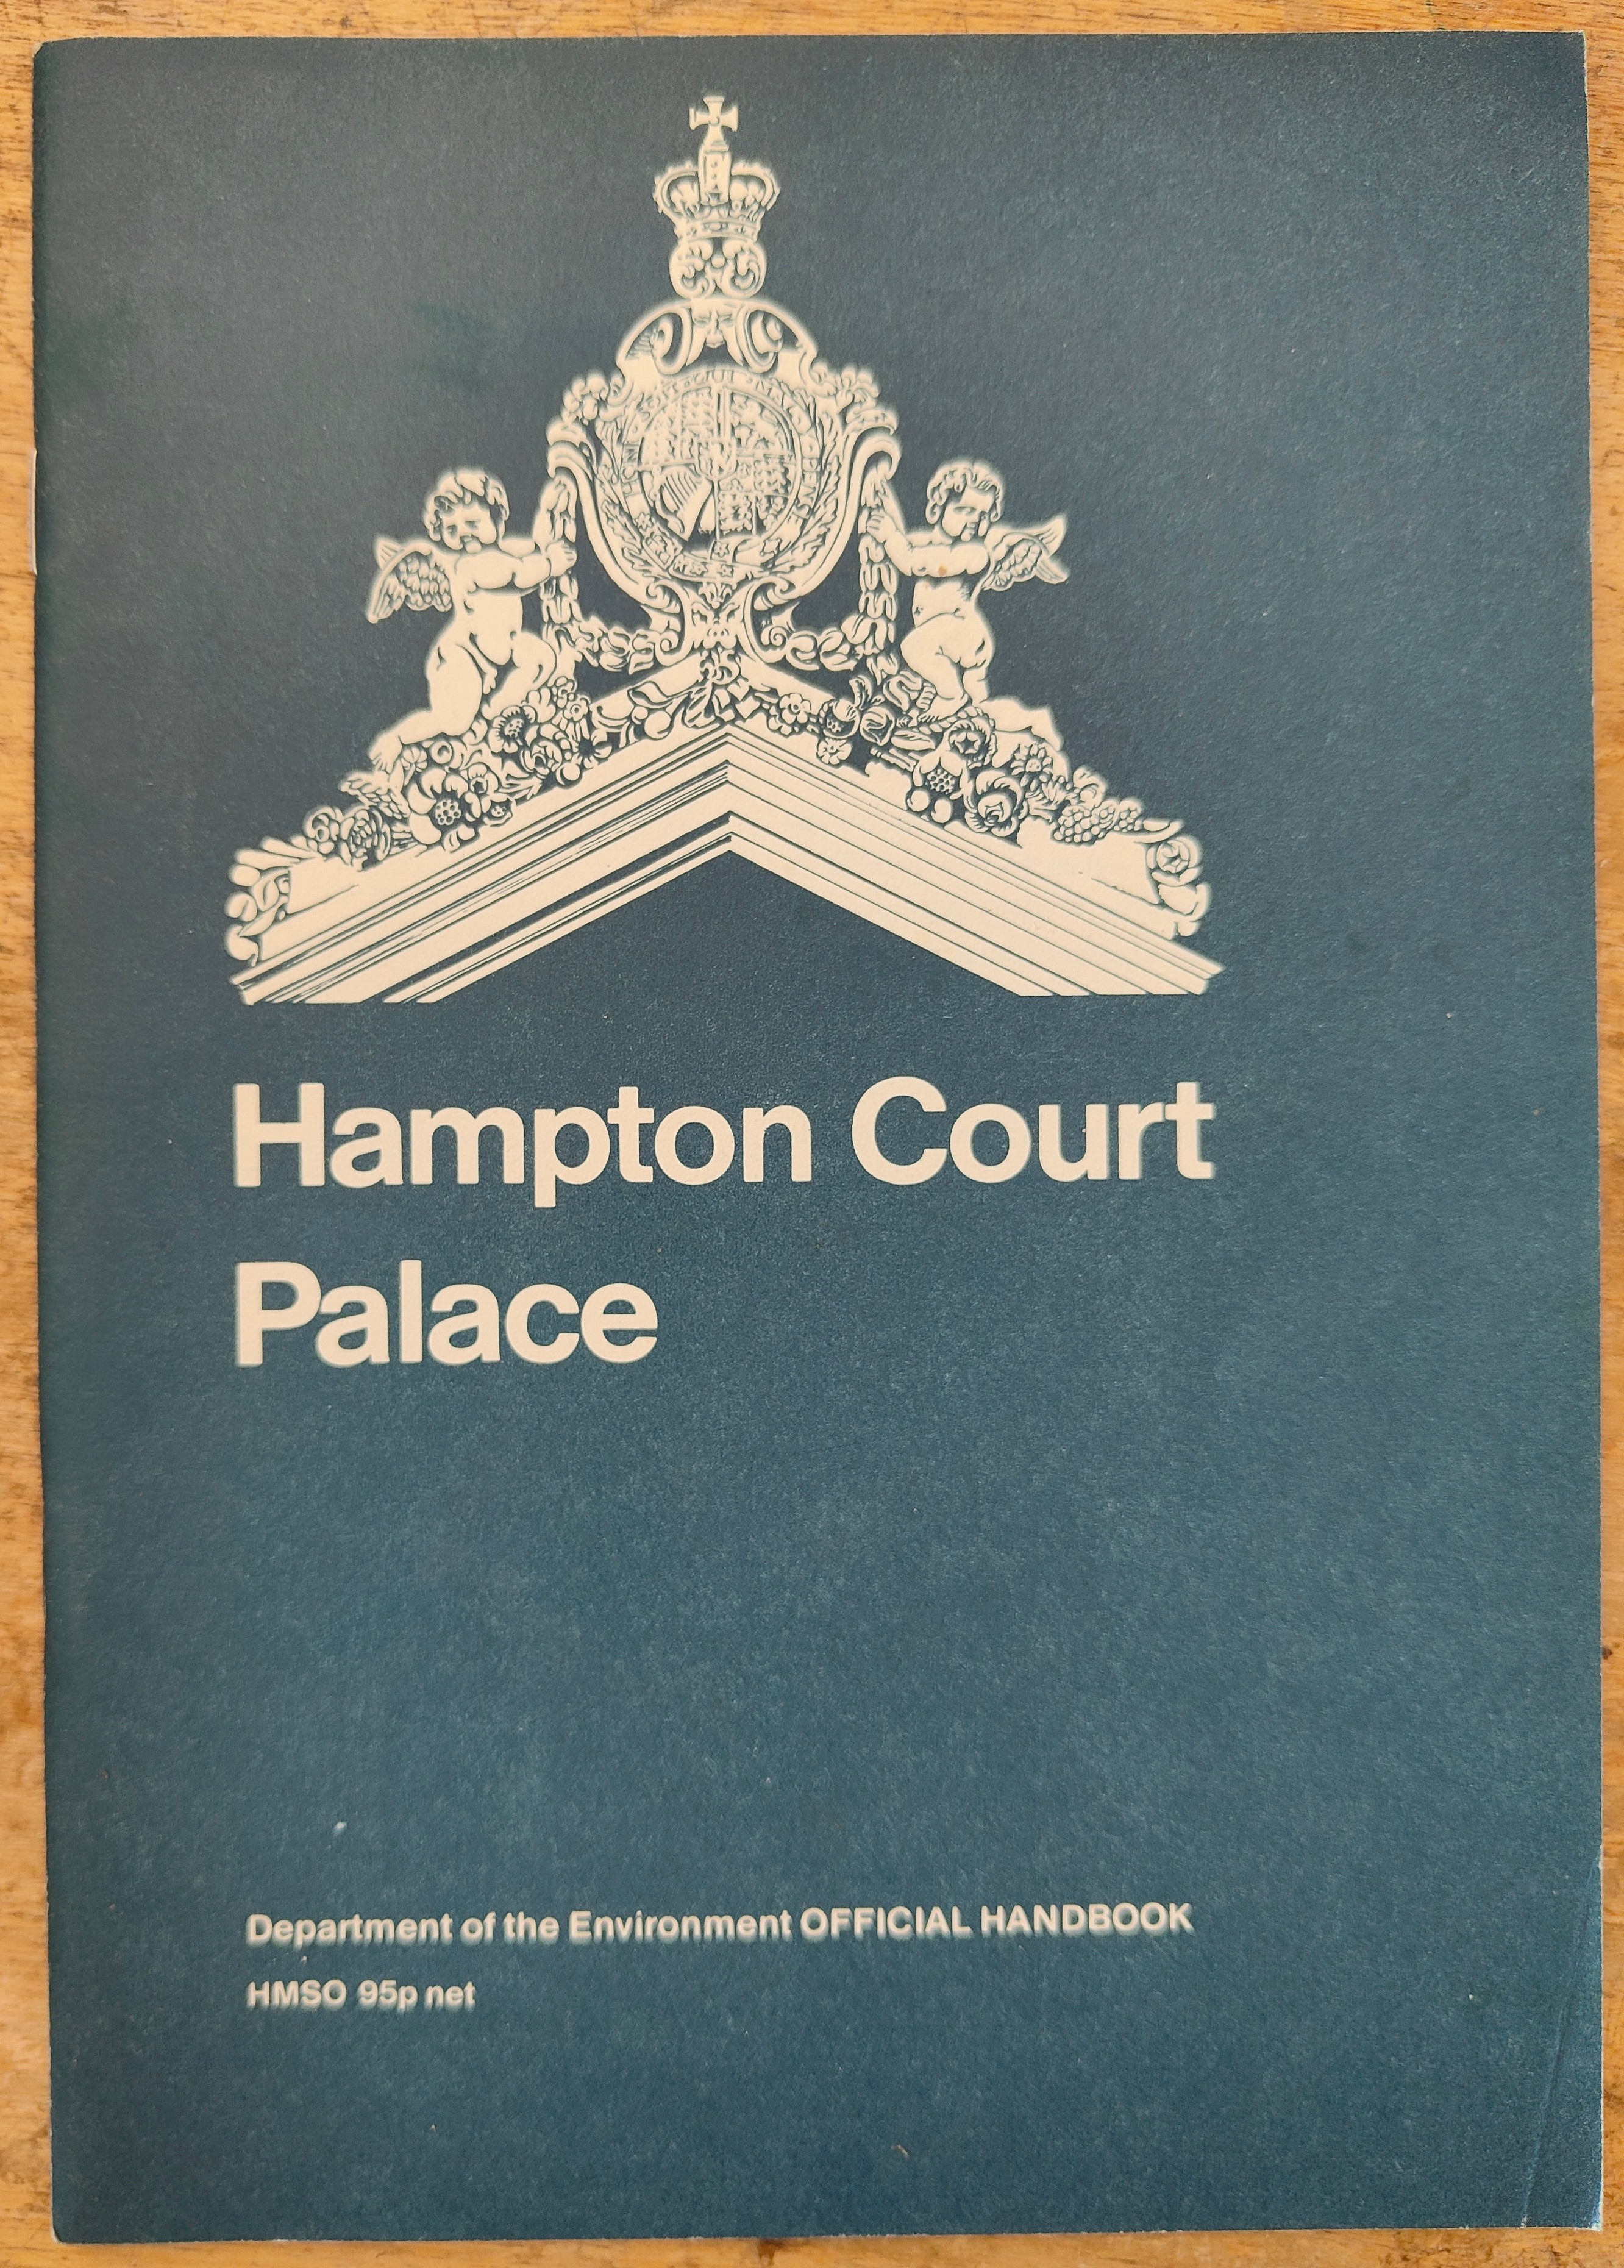 Hampton Court
Palace
Department of the Environment OFFICIAL HANDBOOK
HMSO 95p net